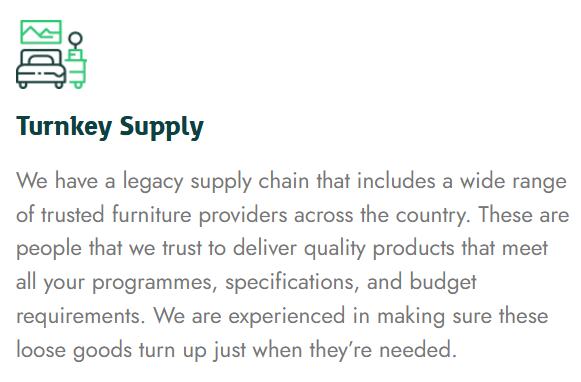 Turnkey Supply
We have a legacy supply chain that includes a wide range
of trusted furniture providers across the country. These are
people that we trust to deliver quality products that meet
all your programmes, specifications, and budget
requirements. We are experienced in making sure these
loose goods turn up just when they’re needed.